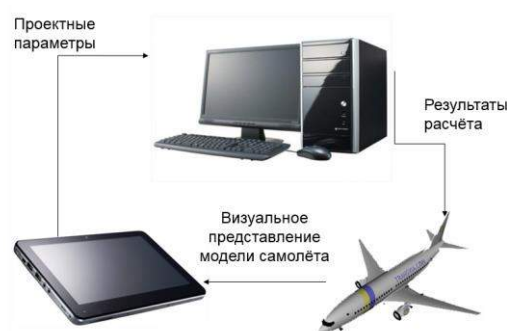 Проектные
параметры
Результаты
расчёта
Визуальное
представление
модели самолёта